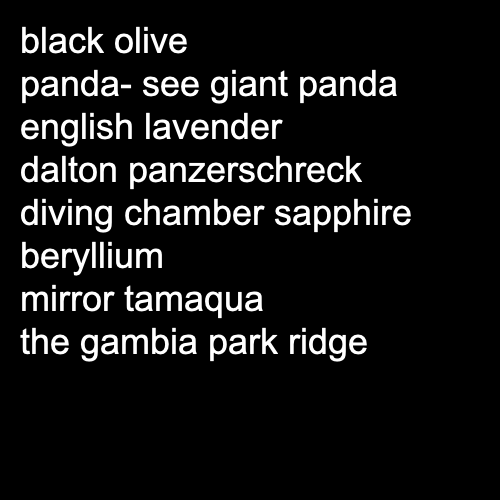 black olive
panda- see giant panda
english lavender
dalton panzerschreck
diving chamber sapphire
beryllium
mirror tamaqua
the gambia park ridge